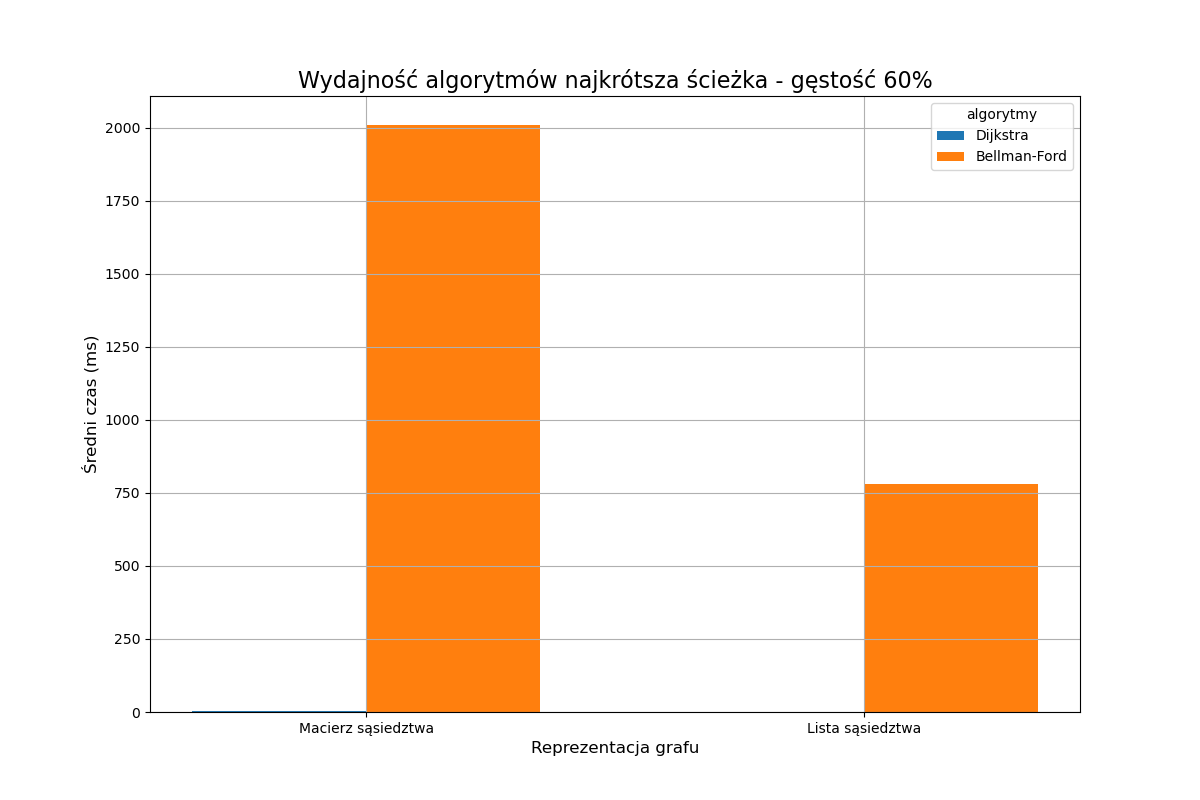 Wydajność algorytmów najkrótsza ścieżka - gęstość 60%
algorytmy
Dijkstra
Bellman-Ford
2000
1750
1500
1250
1000
750
500
250
0
Średni czas (ms)
Macierz sąsiedztwa
Lista sąsiedztwa
Reprezentacja grafu